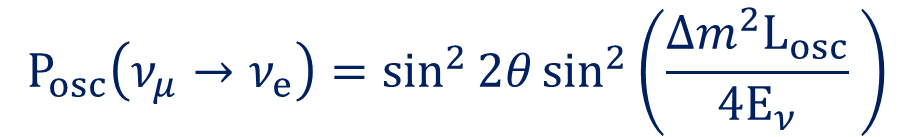 P_osc(ν_μ → ν_e) = sin² 2θ sin² (Δm²L_osc / 4E_ν)